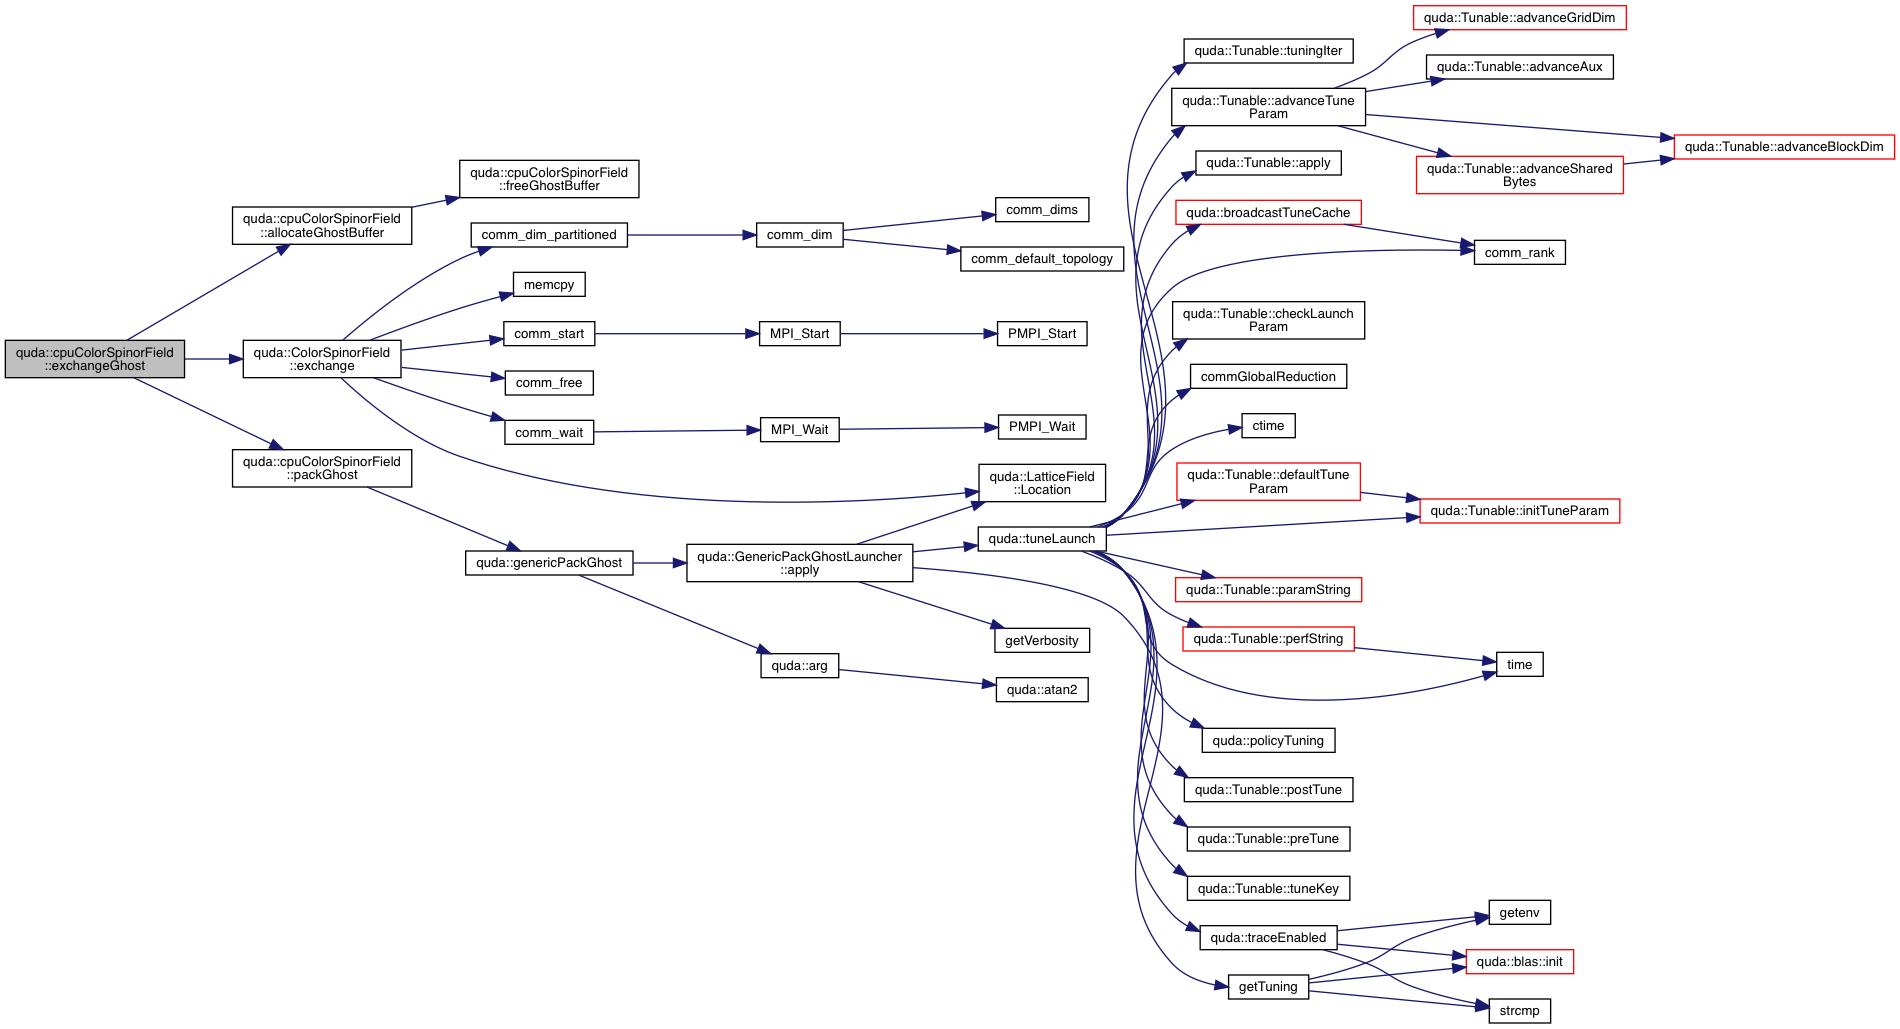 quda::cpuColorSpinorField
::exchangeGhost
quda::cpuColorSpinorField
::allocateGhostBuffer
quda::ColorSpinorField
::exchange
quda::cpuColorSpinorField
::packGhost
quda::cpuColorSpinorField
::freeGhostBuffer
comm_dim_partitioned
memcpy
comm_start
comm_free
comm_wait
quda::genericPackGhost
comm_dim
MPI_Start
MPI_Wait
quda::GenericPackGhostLauncher
::apply
quda::arg
comm_dims
comm_default_topology
PMPI_Start
PMPI_Wait
quda::LatticeField
::Location
quda::tuneLaunch
getVerbosity
quda::atan2
quda::Tunable::tuningIter
quda::Tunable::advanceTune
Param
quda::Tunable::apply
quda::broadcastTuneCache
quda::Tunable::checkLaunch
Param
commGlobalReduction
ctime
quda::Tunable::defaultTune
Param
quda::Tunable::paramString
quda::Tunable::perfString
quda::policyTuning
quda::Tunable::postTune
quda::Tunable::preTune
quda::Tunable::tuneKey
quda::traceEnabled
getTuning
quda::Tunable::advanceGridDim
quda::Tunable::advanceAux
quda::Tunable::advanceShared
Bytes
comm_rank
quda::Tunable::initTuneParam
time
getenv
quda::blas::init
strcmp
quda::Tunable::advanceBlockDim